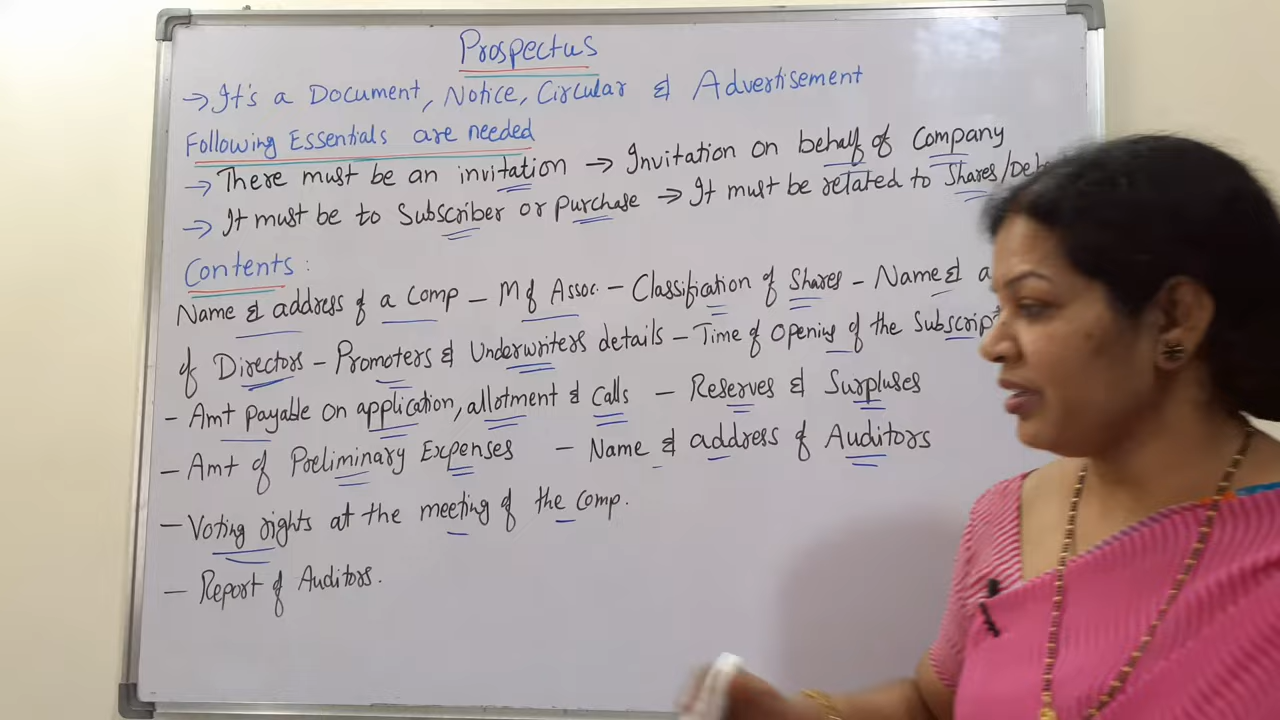 Prospectus
→ It's a Document, Notice, Circular & Advertisement
Following Essentials are needed
→ There must be an invitation → Invitation on behalf of Company
→ It must be to Subscriber or purchase → It must be related to Shares/
Contents :
Name & address of a Comp – M of Assoc. – Classification of Shares – Name &
of Directors – Promoters & Underwriters details – Time of Opening of the
– Amt payable on application, allotment & Calls – Reserves & Surpluses
– Amt of Preliminary Expenses – Name & address of Auditors
– Voting rights at the meeting of the Comp.
– Report of Auditors.